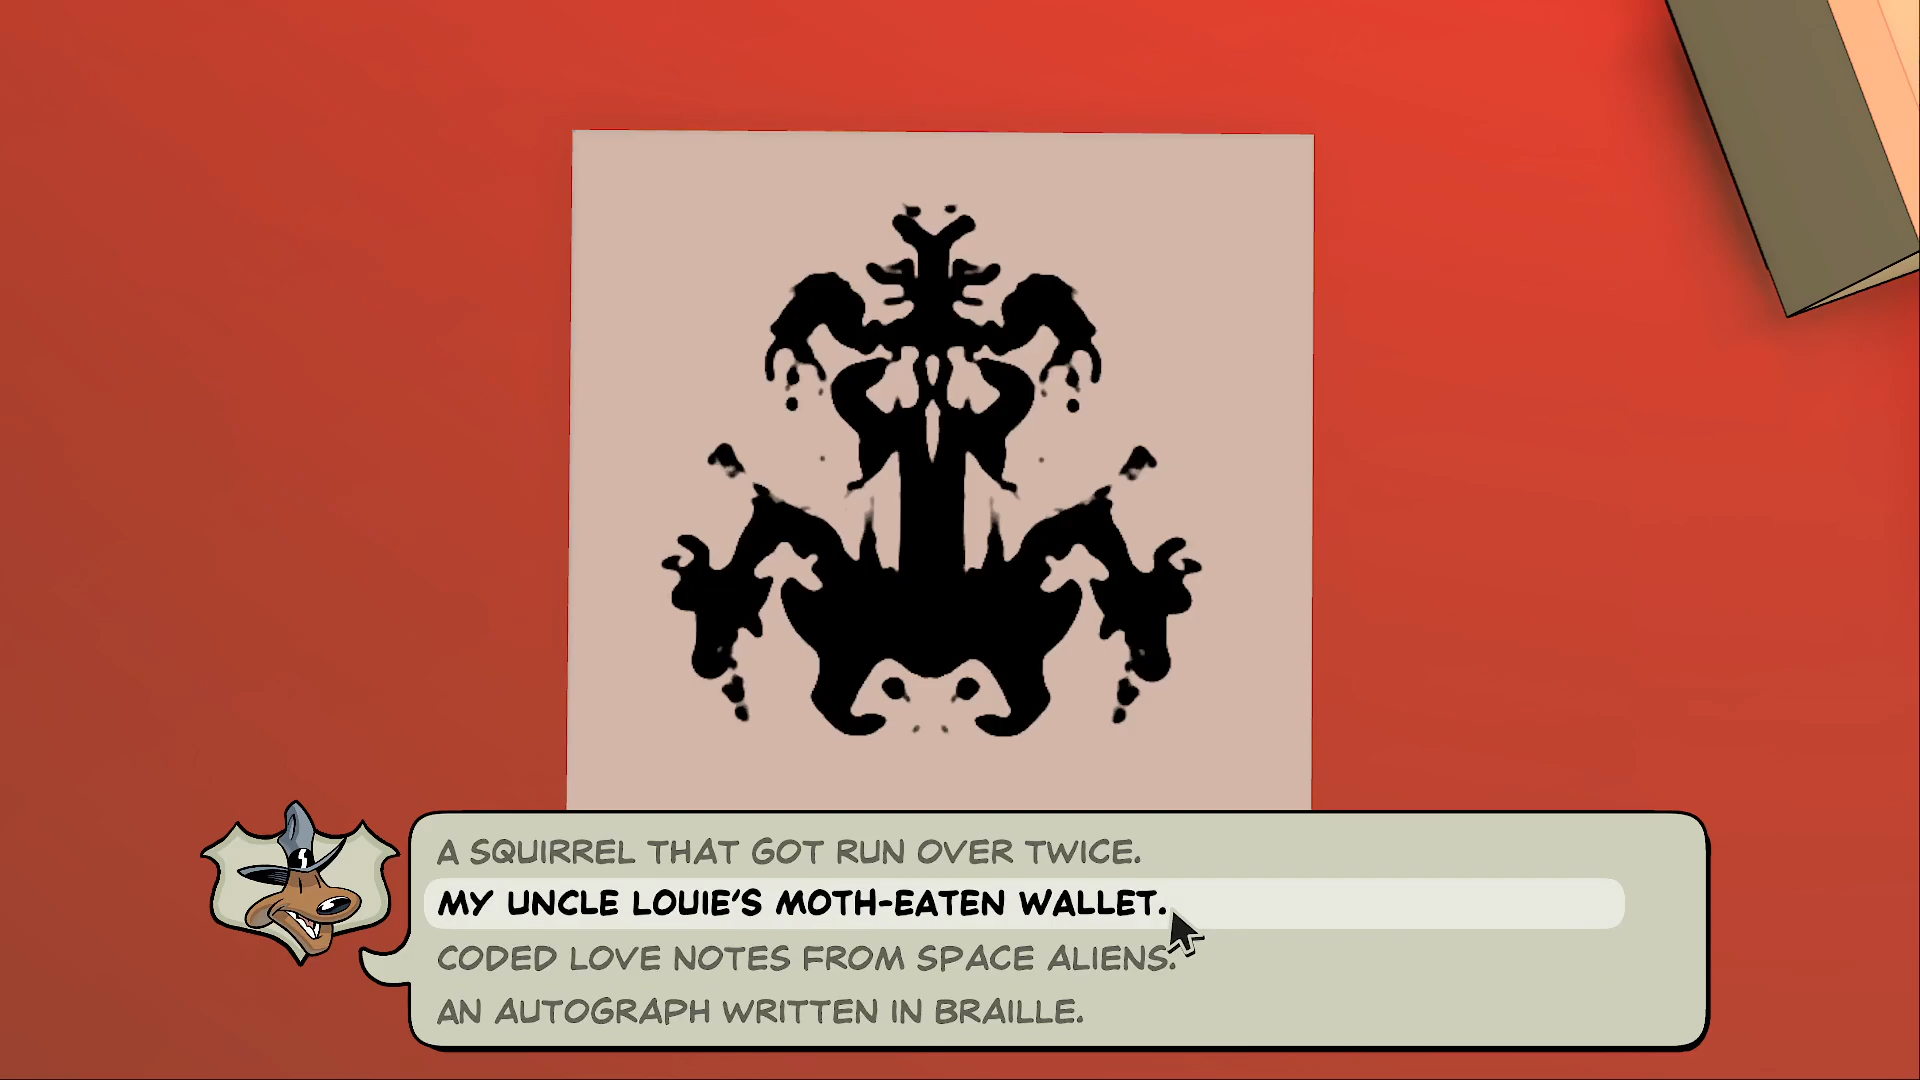 A SQUIRREL THAT GOT RUN OVER TWICE.
MY UNCLE LOUIE'S MOTH-EATEN WALLET.
CODED LOVE NOTES FROM SPACE ALIENS.
AN AUTOGRAPH WRITTEN IN BRAILLE.